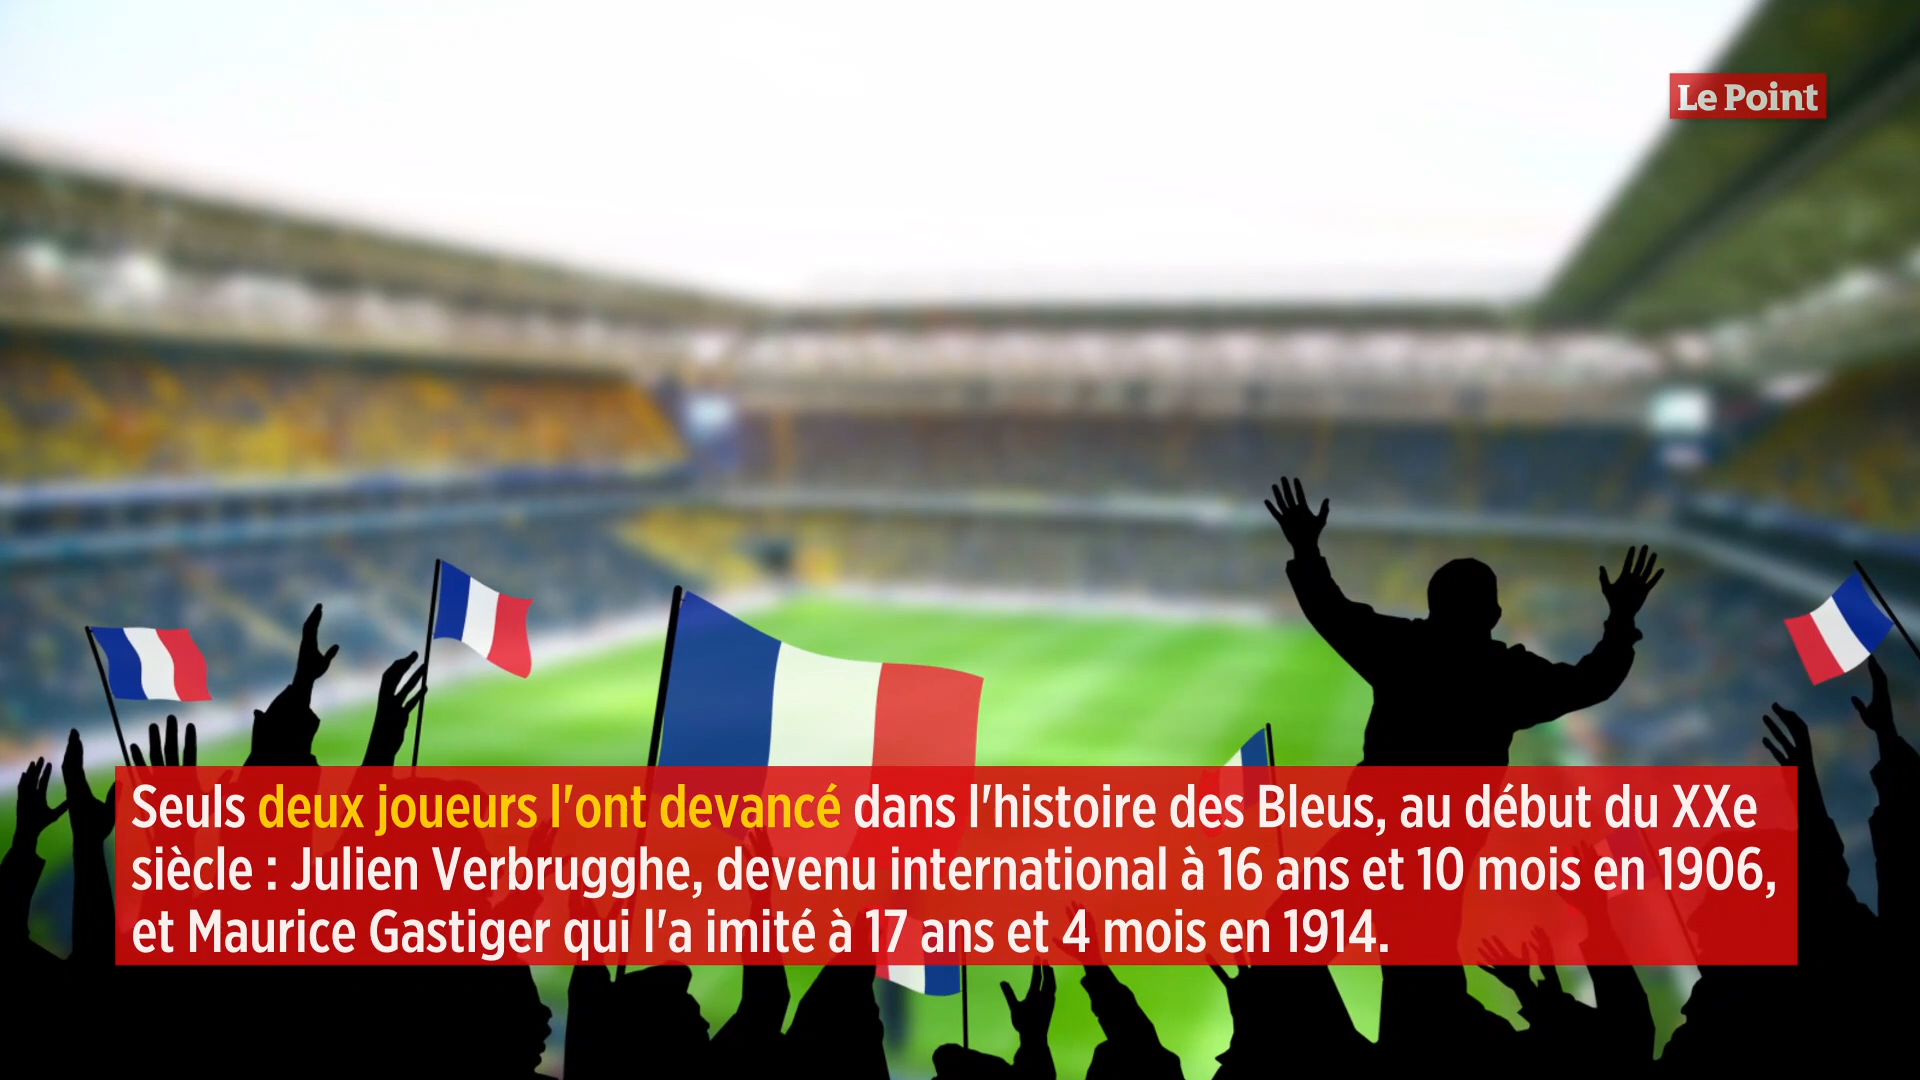 Le Point
Seuls deux joueurs l'ont devancé dans l'histoire des Bleus, au début du XXe
siècle : Julien Verbrugghe, devenu international à 16 ans et 10 mois en 1906,
et Maurice Gastiger qui l'a imité à 17 ans et 4 mois en 1914.